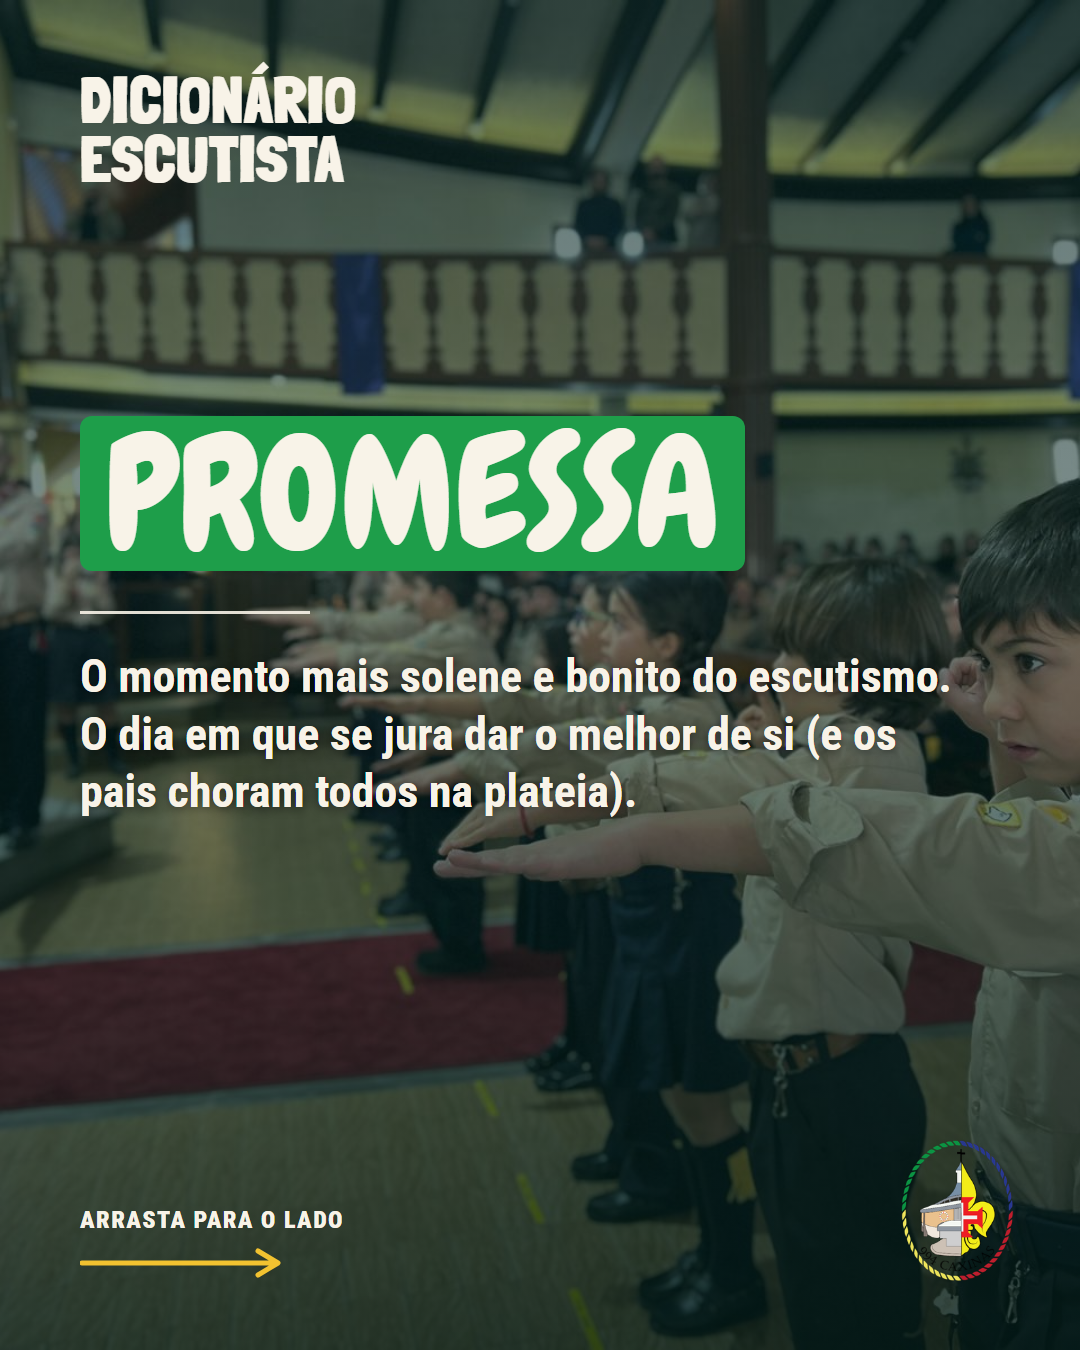 DICIONÁRIO
ESCUTISTA
PROMESSA
O momento mais solene e bonito do escutismo.
O dia em que se jura dar o melhor de si (e os
pais choram todos na plateia).
ARRASTA PARA O LADO